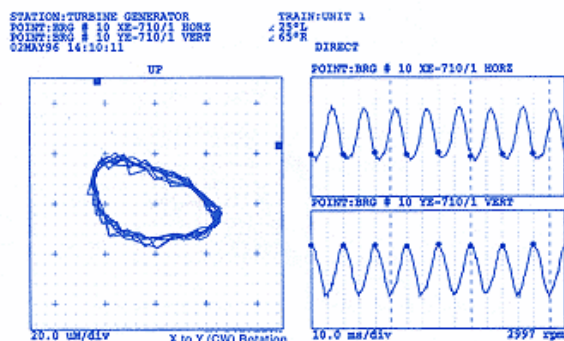 STATION:TURBINE GENERATOR TRAIN:UNIT 1
POINT:BRG # 10 XE-710/1 HORZ ∠ 25°L
POINT:BRG # 10 YE-710/1 VERT ∠ 65°R
02MAY96 14:10:11 DIRECT
UP
POINT:BRG # 10 XE-710/1 HORZ
POINT:BRG # 10 YE-710/1 VERT
20.0 uM/div X to Y (CW) Rotation
10.0 ms/div 2997 rpm